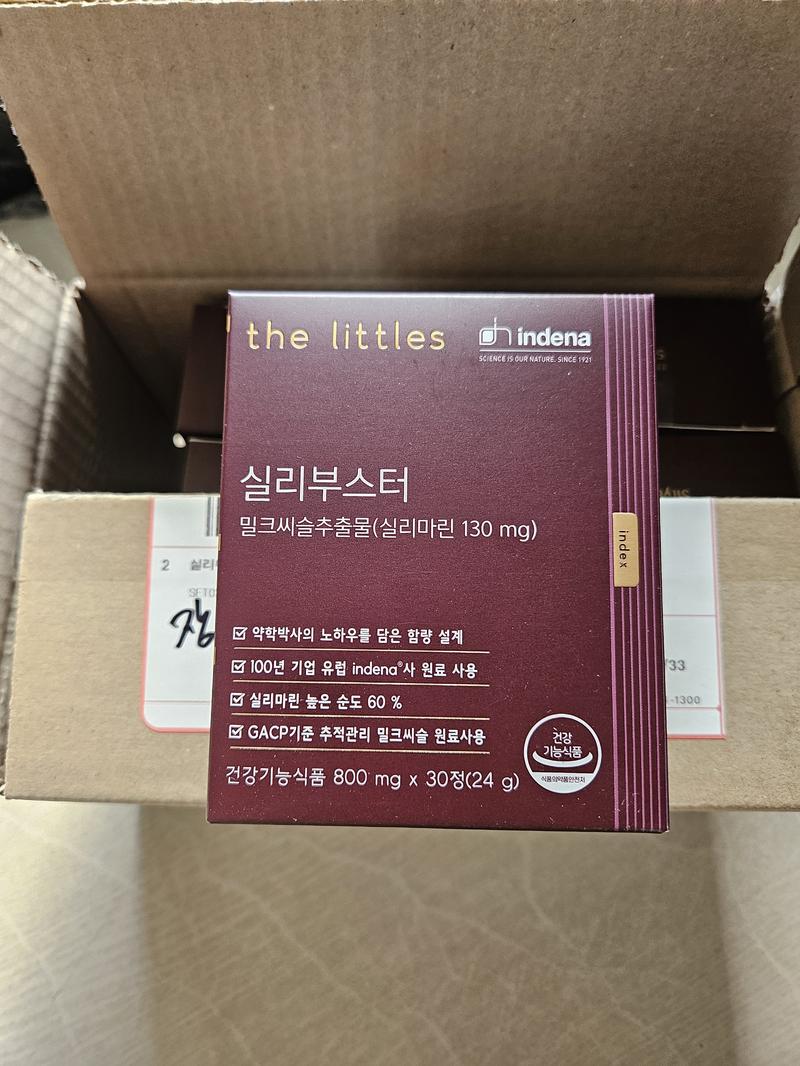 the littles
indena
SCIENCE IS OUR NATURE. SINCE 1921
실리부스터
밀크씨슬추출물(실리마린 130 mg)
index
약학박사의 노하우를 담은 함량 설계
100년 기업 유럽 indena®사 원료 사용
실리마린 높은 순도 60 %
GACP기준 추적관리 밀크씨슬 원료사용
건강기능식품 800 mg x 30정(24 g)
건강
기능식품
식품의약품안전처
2 실리
/33
-1300